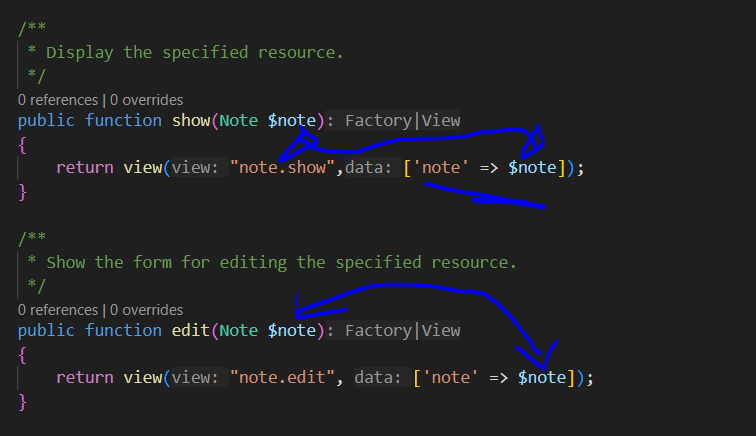 /**
* Display the specified resource.
*/
0 references | 0 overrides
public function show(Note $note): Factory|View
{
return view(view: "note.show",data: ['note' => $note]);
}
/**
* Show the form for editing the specified resource.
*/
0 references | 0 overrides
public function edit(Note $note): Factory|View
{
return view(view: "note.edit", data: ['note' => $note]);
}